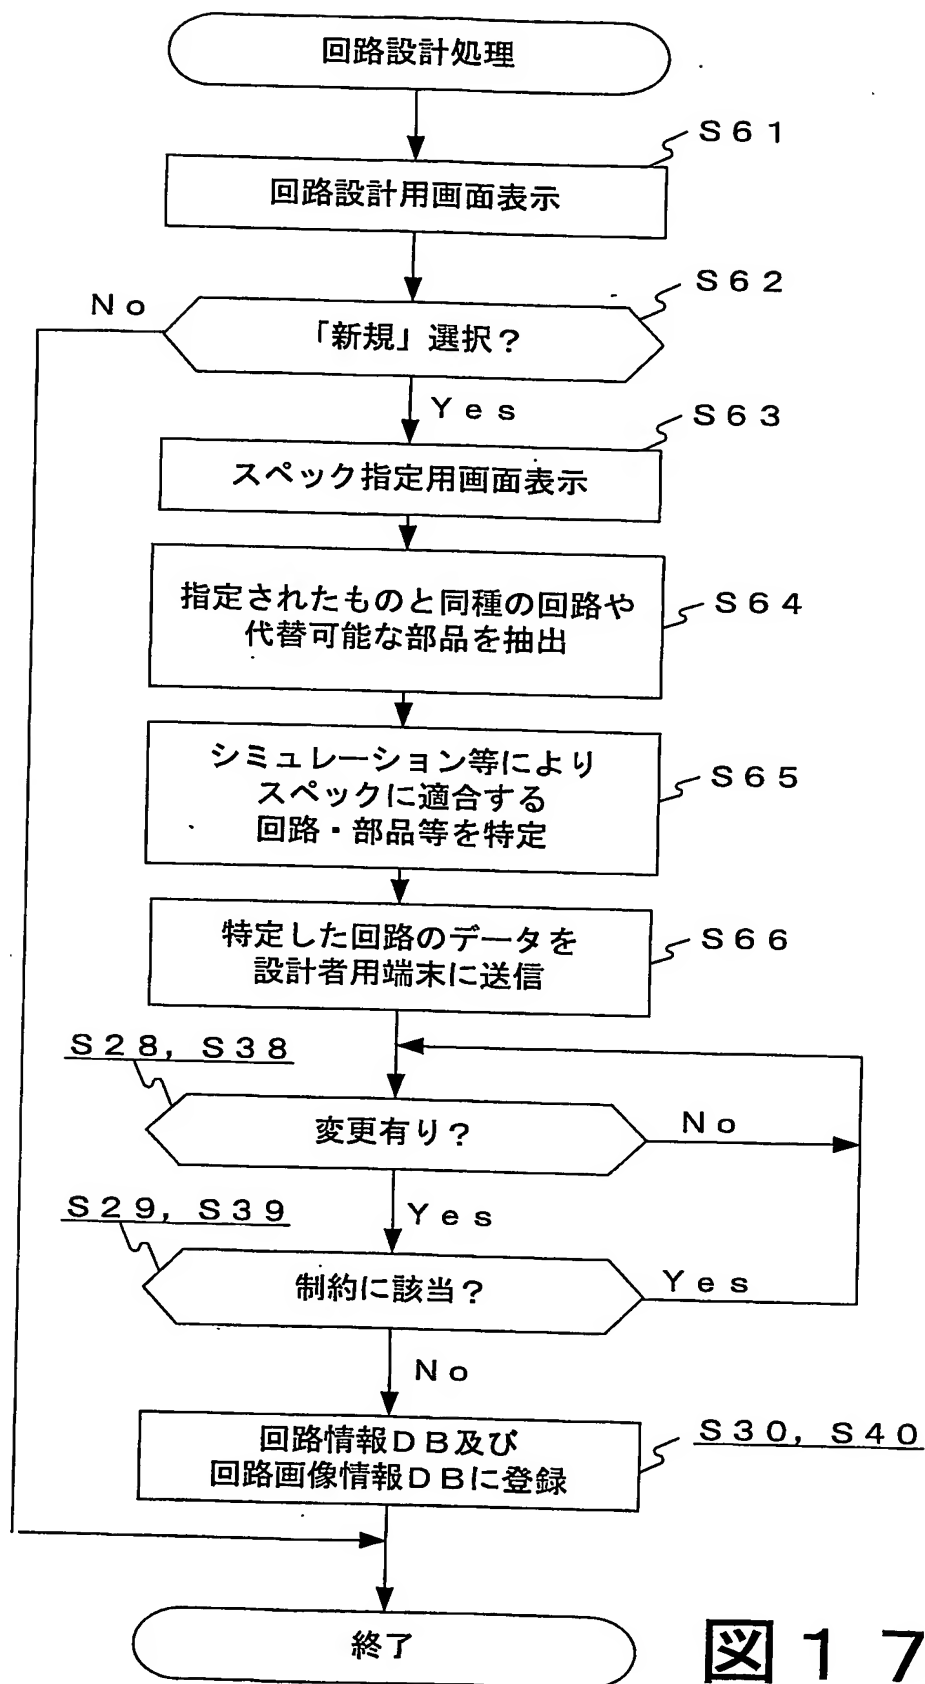 回路設計処理
S61
回路設計用画面表示
S62
No
「新規」選択?
Yes
S63
スペック指定用画面表示
指定されたものと同種の回路や
代替可能な部品を抽出
S64
シミュレーション等により
スペックに適合する
回路・部品等を特定
S65
特定した回路のデータを
設計者用端末に送信
S66
S28, S38
変更有り?
No
S29, S39
Yes
制約に該当?
Yes
No
回路情報DB及び
回路画像情報DBに登録
S30, S40
終了
図17